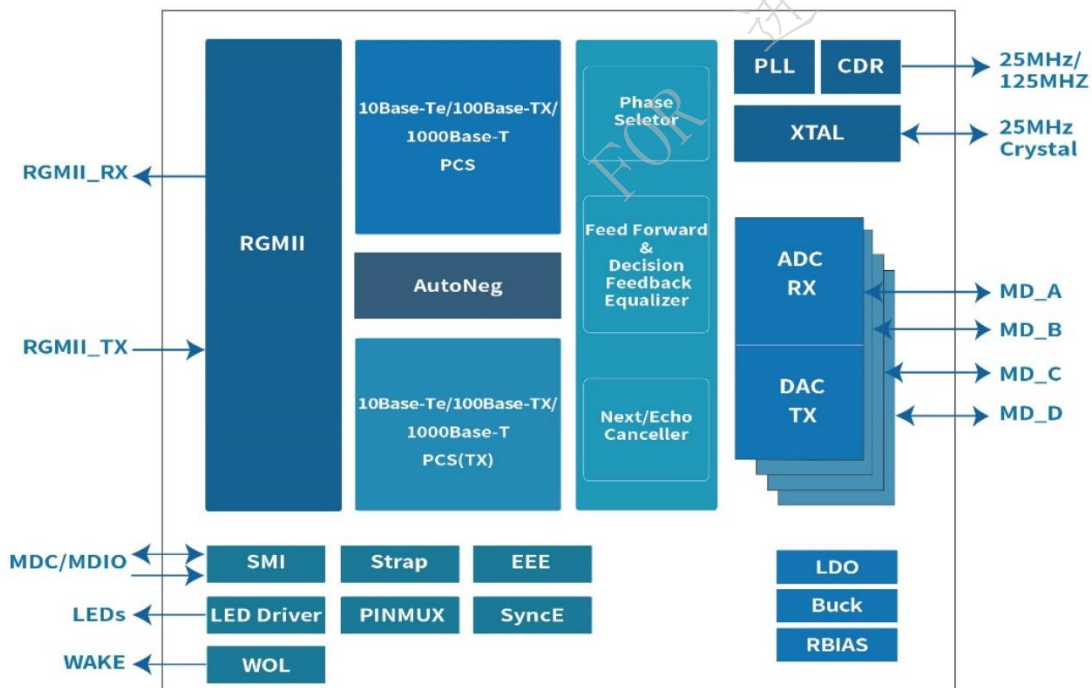 RGMII_RX
RGMII_TX
MDC/MDIO
LEDs
WAKE
RGMII
10Base-Te/100Base-TX/
1000Base-T
PCS
AutoNeg
10Base-Te/100Base-TX/
1000Base-T
PCS(TX)
Phase
Seletor
Feed Forward
&
Decision
Feedback
Equalizer
Next/Echo
Canceller
PLL
CDR
XTAL
25MHz/
125MHZ
25MHz
Crystal
ADC
RX
DAC
TX
MD_A
MD_B
MD_C
MD_D
SMI
Strap
EEE
LED Driver
PINMUX
SyncE
WOL
LDO
Buck
RBIAS
FOR
进